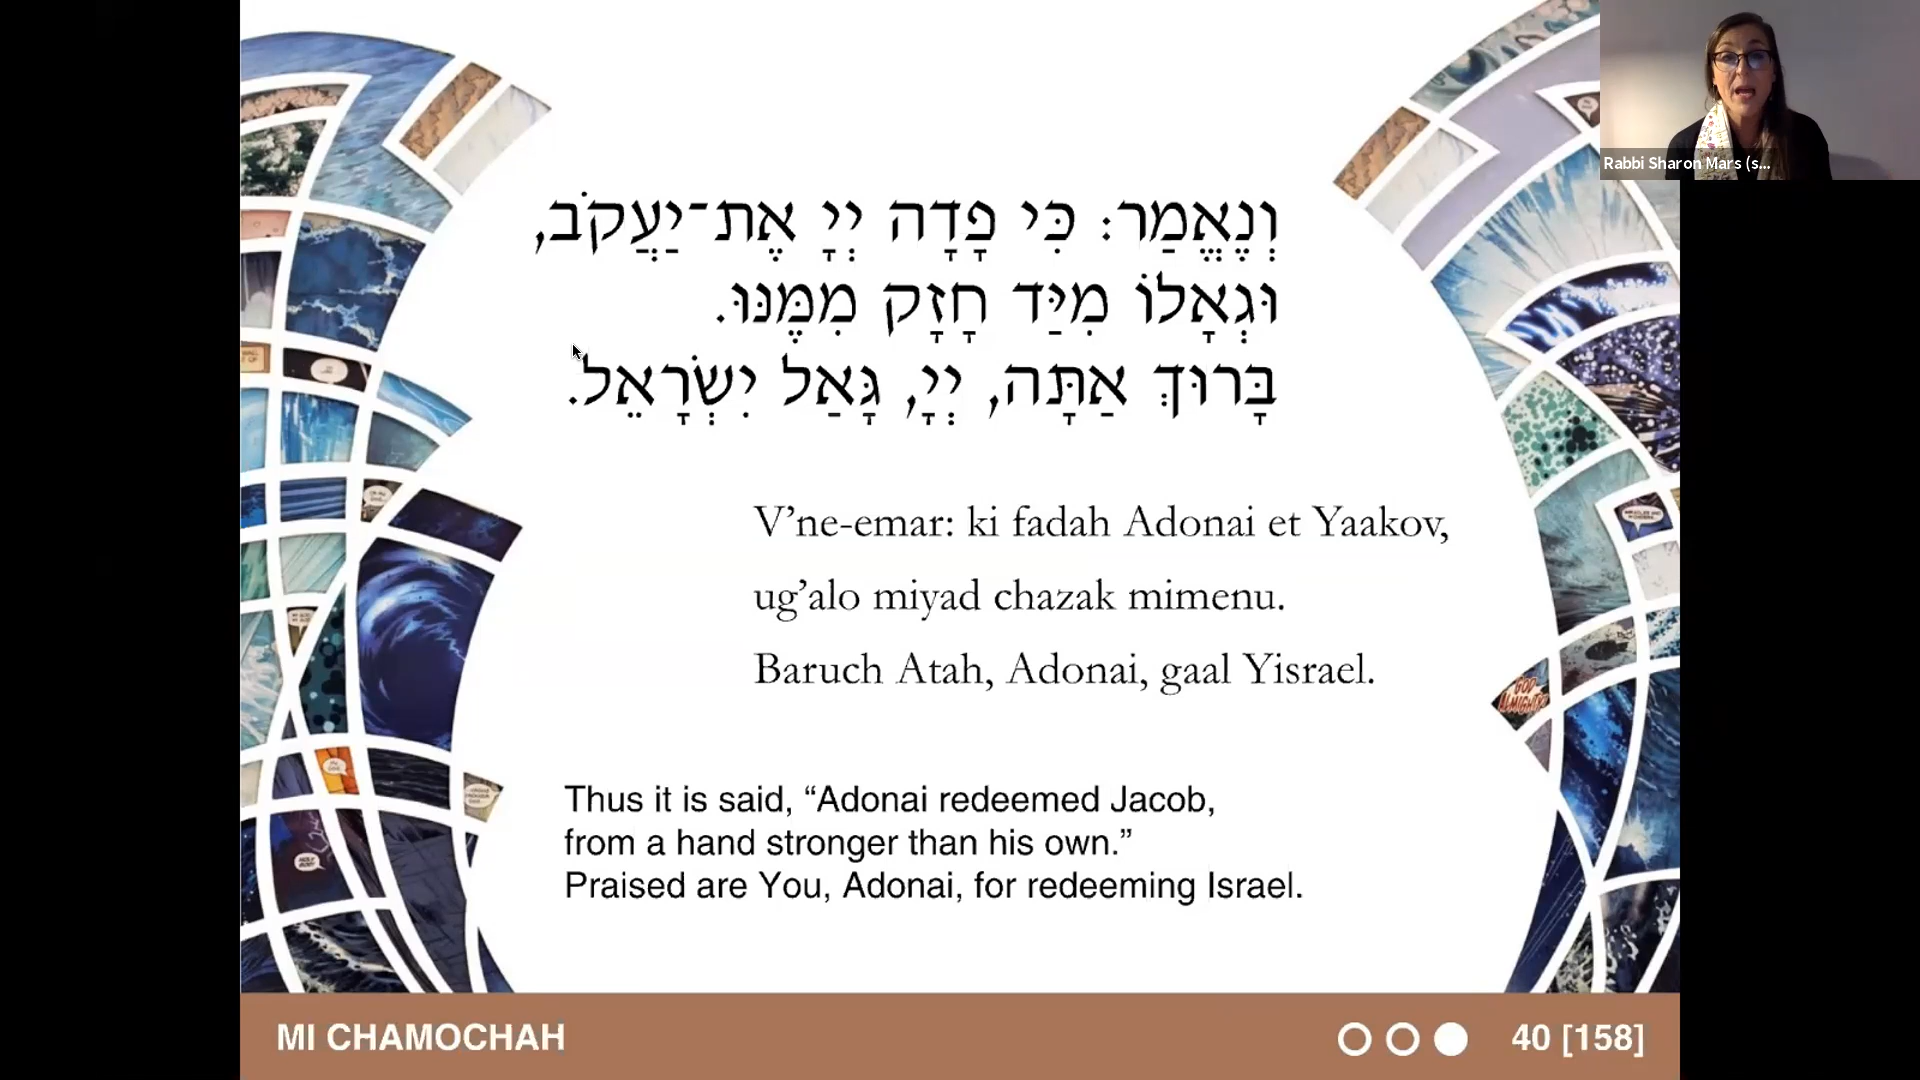 Rabbi Sharon Mars (s...
וְנֶאֱמַר: כִּי פָדָה יְיָ אֶת־יַעֲקֹב,
וּגְאָלוֹ מִיַּד חָזָק מִמֶּנּוּ.
בָּרוּךְ אַתָּה, יְיָ, גָּאַל יִשְׂרָאֵל.
V’ne-emar: ki fadah Adonai et Yaakov,
ug’alo miyad chazak mimenu.
Baruch Atah, Adonai, gaal Yisrael.
GOD
ALMIGHTY!
Thus it is said, “Adonai redeemed Jacob,
from a hand stronger than his own.”
Praised are You, Adonai, for redeeming Israel.
MI CHAMOCHAH
40 [158]